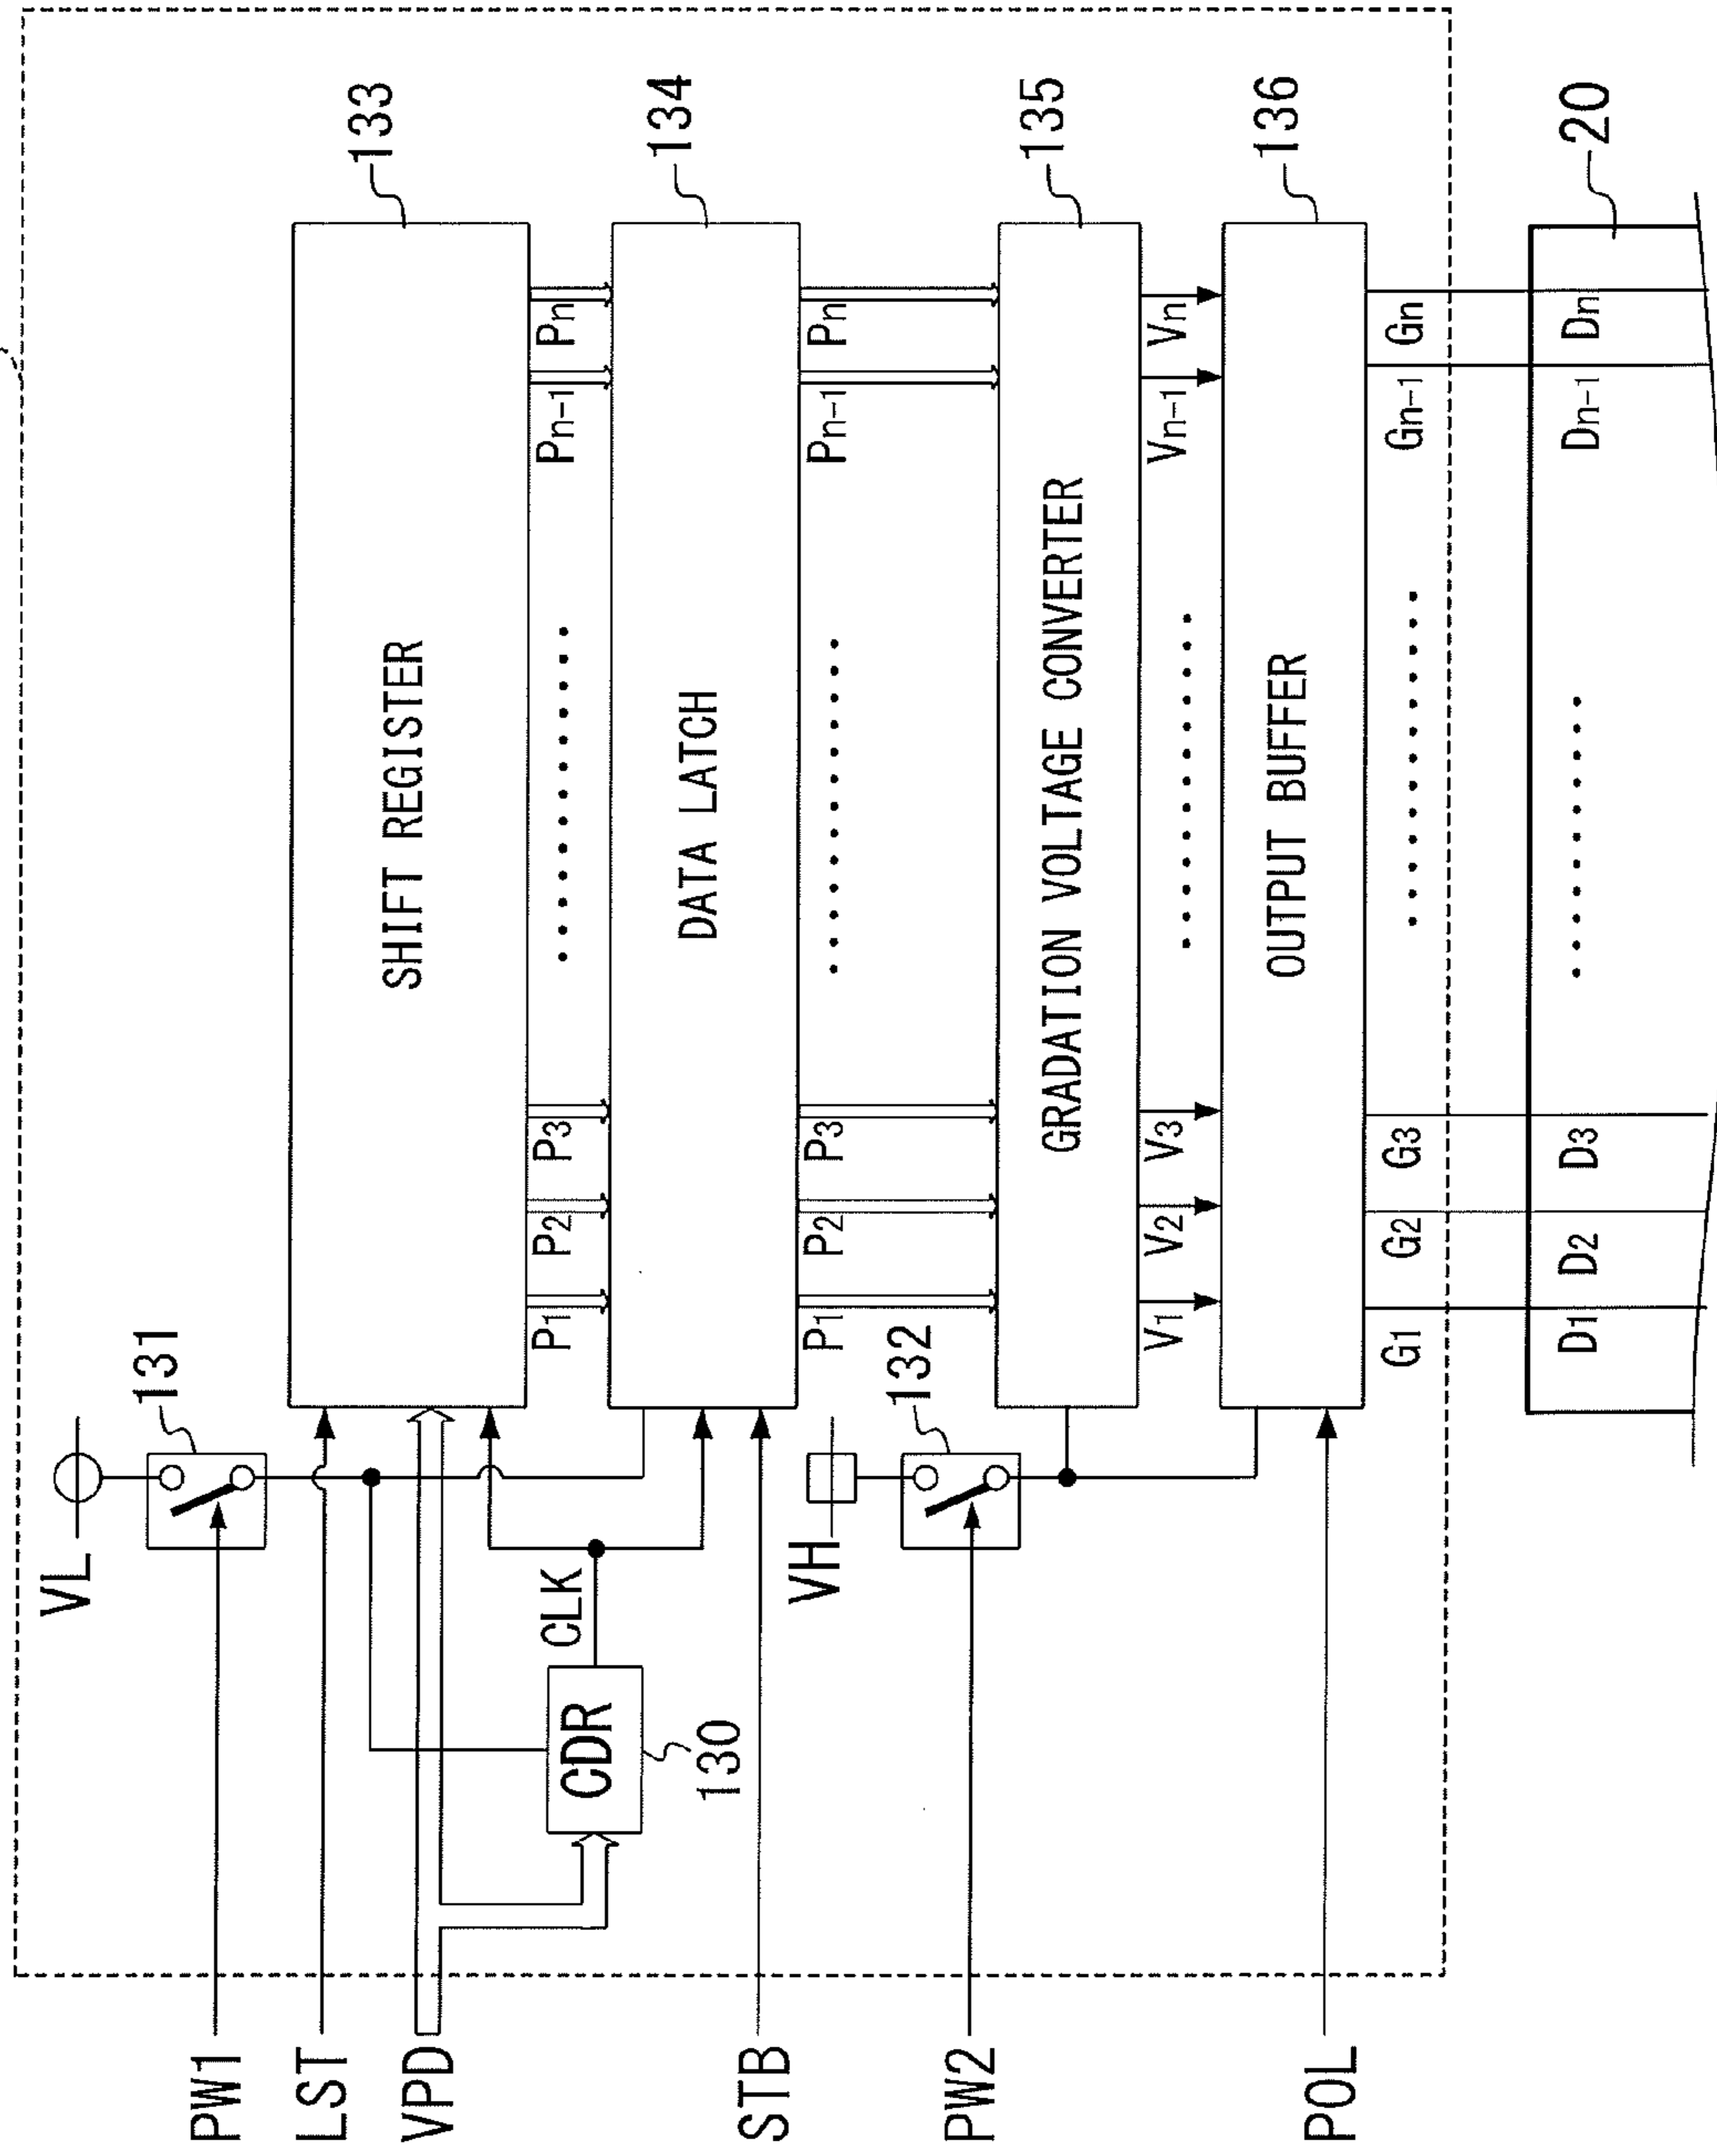 VL
131
PW1
LST
VPD
SHIFT REGISTER
133
CLK
CDR
130
P1 P2 P3 Pn-1 Pn
DATA LATCH
134
STB
P1 P2 P3 Pn-1 Pn
VH
132
PW2
GRADATION VOLTAGE CONVERTER
135
V1 V2 V3 Vn-1 Vn
OUTPUT BUFFER
136
POL
G1 G2 G3 Gn-1 Gn
D1 D2 D3 Dn-1 Dn
20